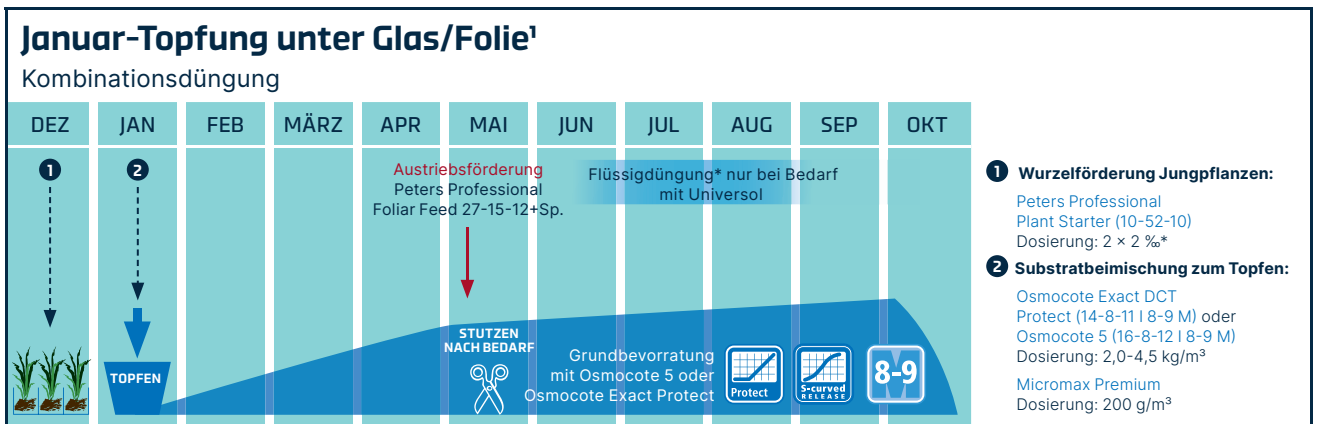 Januar-Topfung unter Glas/Folie¹
Kombinationsdüngung
DEZ JAN FEB MÄRZ APR MAI JUN JUL AUG SEP OKT
1 2
Austriebsförderung
Peters Professional
Foliar Feed 27-15-12+Sp.
Flüssigdüngung* nur bei Bedarf
mit Universol
TOPFEN
STUTZEN
NACH BEDARF
Grundbevorratung
mit Osmocote 5 oder
Osmocote Exact Protect
Protect
S-curved
RELEASE
M
8-9
1 Wurzelförderung Jungpflanzen:
Peters Professional
Plant Starter (10-52-10)
Dosierung: 2 × 2 ‰*
2 Substratbeimischung zum Topfen:
Osmocote Exact DCT
Protect (14-8-11 I 8-9 M) oder
Osmocote 5 (16-8-12 I 8-9 M)
Dosierung: 2,0-4,5 kg/m³
Micromax Premium
Dosierung: 200 g/m³